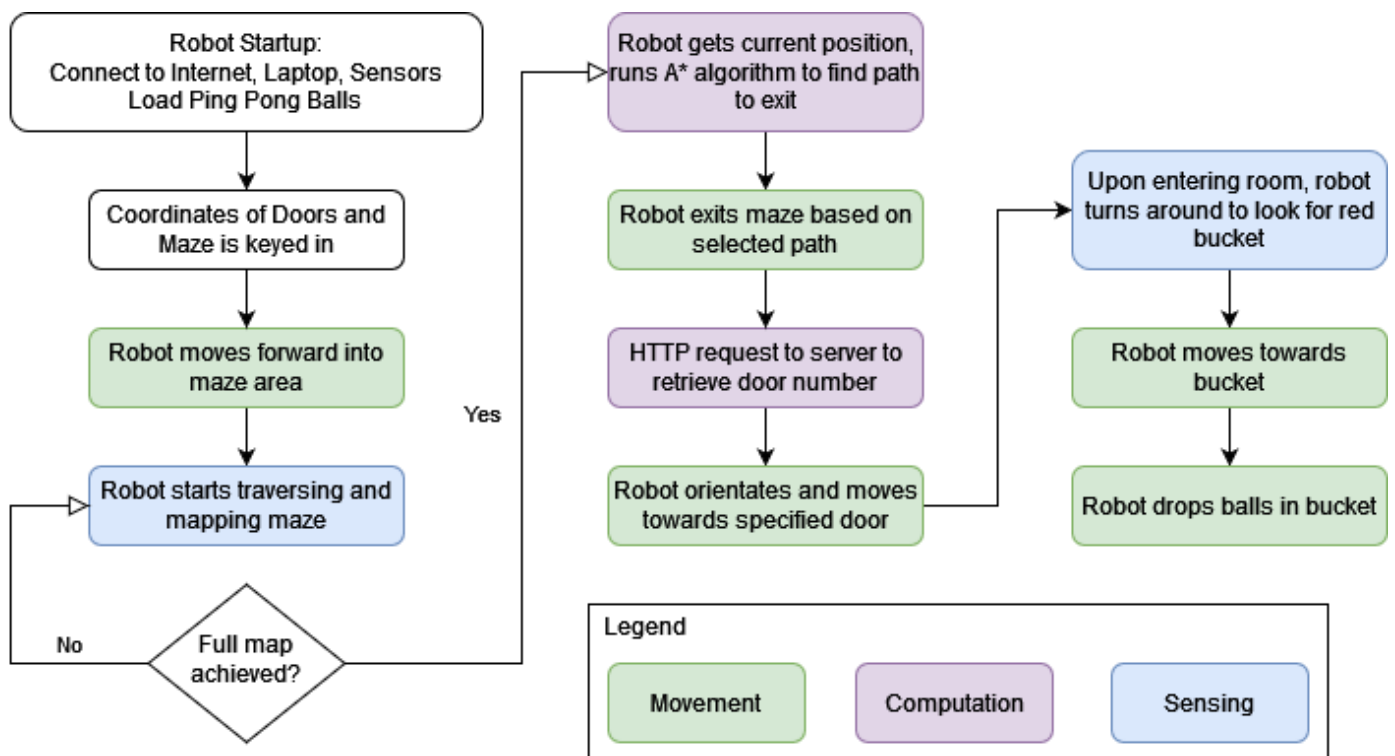 Robot Startup:
Connect to Internet, Laptop, Sensors
Load Ping Pong Balls
Coordinates of Doors and
Maze is keyed in
Robot moves forward into
maze area
Robot starts traversing and
mapping maze
Full map
achieved?
No
Yes
Robot gets current position,
runs A* algorithm to find path
to exit
Robot exits maze based on
selected path
HTTP request to server to
retrieve door number
Robot orientates and moves
towards specified door
Upon entering room, robot
turns around to look for red
bucket
Robot moves towards
bucket
Robot drops balls in bucket
Legend
Movement
Computation
Sensing